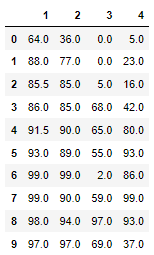 1 2 3 4
0 64.0 36.0 0.0 5.0
1 88.0 77.0 0.0 23.0
2 85.5 85.0 5.0 16.0
3 86.0 85.0 68.0 42.0
4 91.5 90.0 65.0 80.0
5 93.0 89.0 55.0 93.0
6 99.0 99.0 2.0 86.0
7 99.0 90.0 59.0 99.0
8 98.0 94.0 97.0 93.0
9 97.0 97.0 69.0 37.0